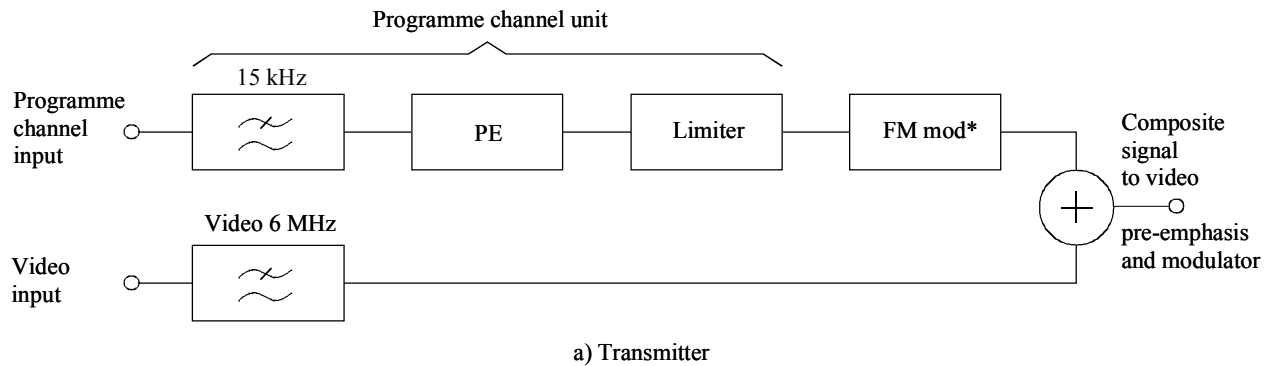 Programme channel unit
15 kHz
Programme
channel
input
PE
Limiter
FM mod*
Composite
signal
to video
pre-emphasis
and modulator
Video 6 MHz
Video
input
a) Transmitter